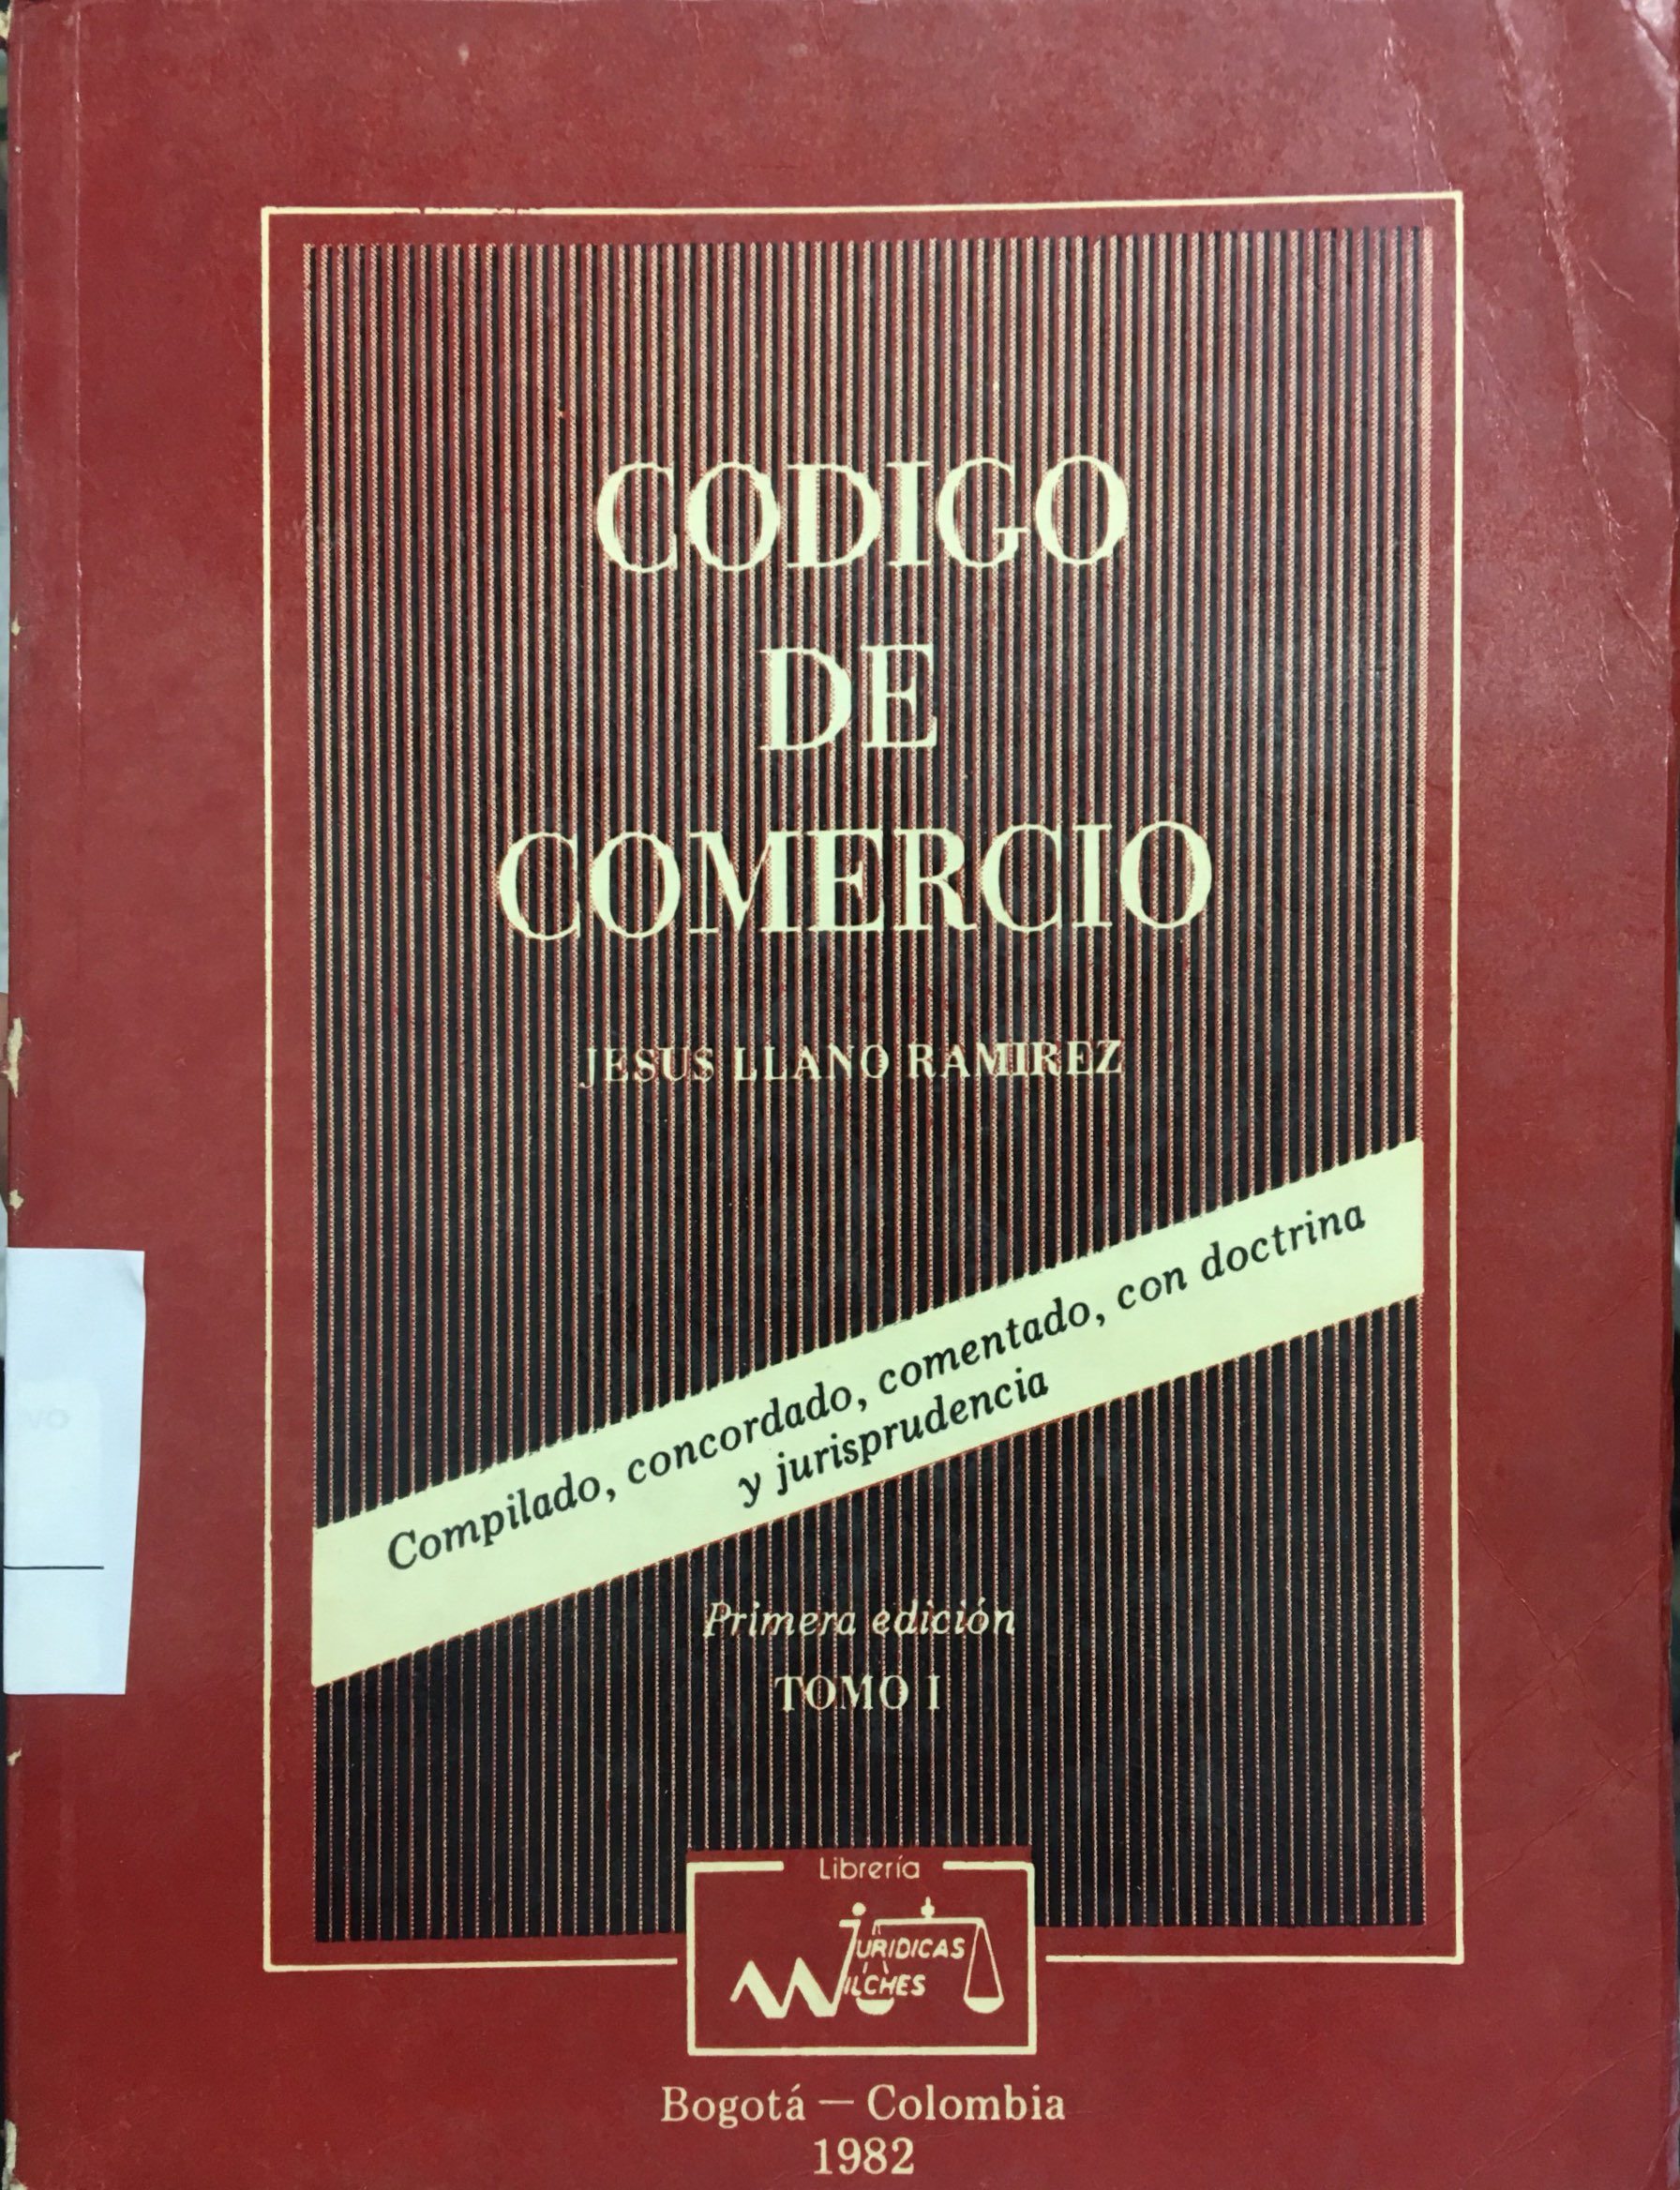 CODIGO
DE
COMERCIO
JESUS LLANO RAMIREZ
Compilado, concordado, comentado, con doctrina
y jurisprudencia
Primera edición
TOMO I
Librería
JURIDICAS
WILCHES
Bogotá — Colombia
1982